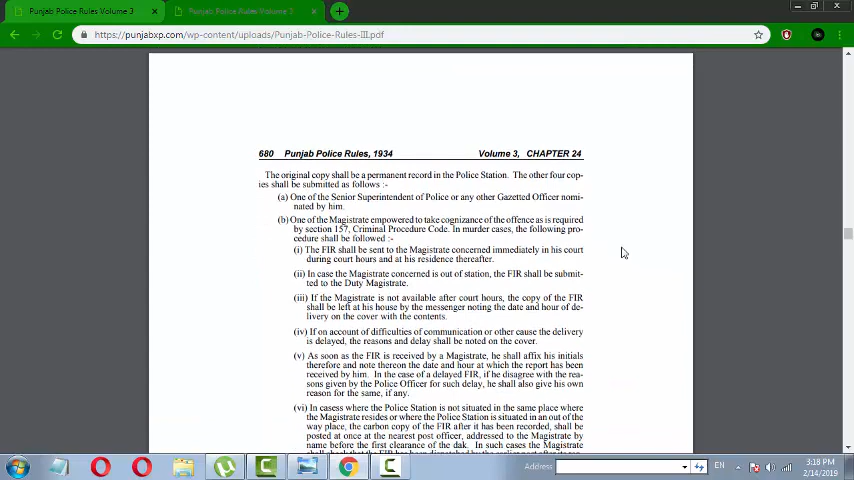 Punjab Police Rules Volume 3
Punjab Police Rules Volume 2
https://punjabxp.com/wp-content/uploads/Punjab-Police-Rules-III.pdf
680 Punjab Police Rules, 1934 Volume 3, CHAPTER 24
The original copy shall be a permanent record in the Police Station. The other four cop-
ies shall be submitted as follows :-
(a) One of the Senior Superintendent of Police or any other Gazetted Officer nomi-
nated by him.
(b) One of the Magistrate empowered to take cognizance of the offence as is required
by section 157, Criminal Procedure Code. In murder cases, the following pro-
cedure shall be followed :-
(i) The FIR shall be sent to the Magistrate concerned immediately in his court
during court hours and at his residence thereafter.
(ii) In case the Magistrate concerned is out of station, the FIR shall be submit-
ted to the Duty Magistrate.
(iii) If the Magistrate is not available after court hours, the copy of the FIR
shall be left at his house by the messenger noting the date and hour of de-
livery on the cover with the contents.
(iv) If on account of difficulties of communication or other cause the delivery
is delayed, the reasons and delay shall be noted on the cover.
(v) As soon as the FIR is received by a Magistrate, he shall affix his initials
therefore and note thereon the date and hour at which the report has been
received by him. In the case of a delayed FIR, if he disagree with the rea-
sons given by the Police Officer for such delay, he shall also give his own
reason for the same, if any.
(vi) In casess where the Police Station is not situated in the same place where
the Magistrate resides or where the Police Station is situated in an out of the
way place, the carbon copy of the FIR after it has been recorded, shall be
posted at once at the nearest post officer, addressed to the Magistrate by
name before the first clearance of the dak. In such cases the Magistrate
Address
EN
3:18 PM
2/14/2019